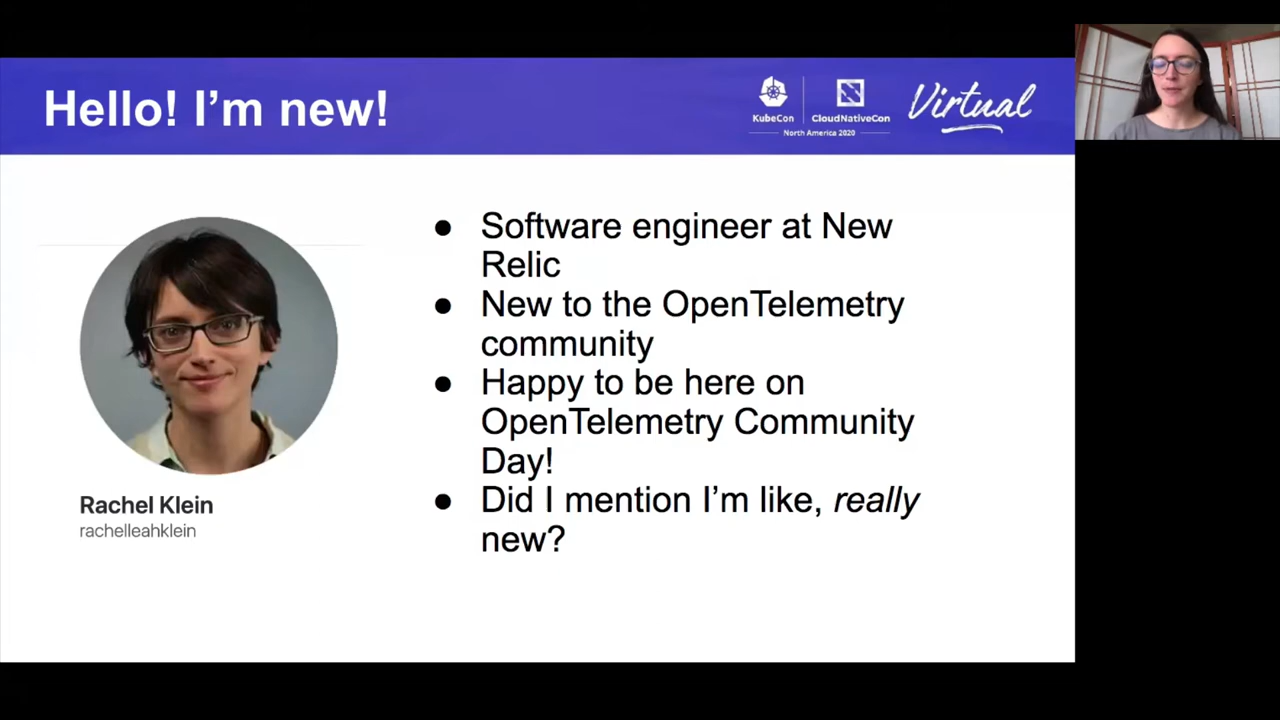 Hello! I'm new!
KubeCon
CloudNativeCon
North America 2020
Virtual
● Software engineer at New
Relic
● New to the OpenTelemetry
community
● Happy to be here on
OpenTelemetry Community
Day!
● Did I mention I'm like, really
new?
Rachel Klein
rachelleahklein